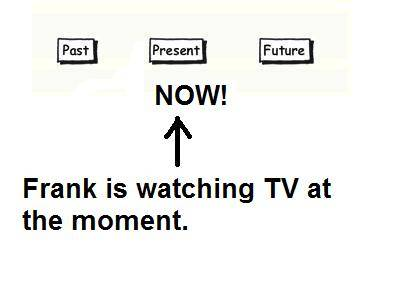 Past Present Future
NOW!
Frank is watching TV at
the moment.